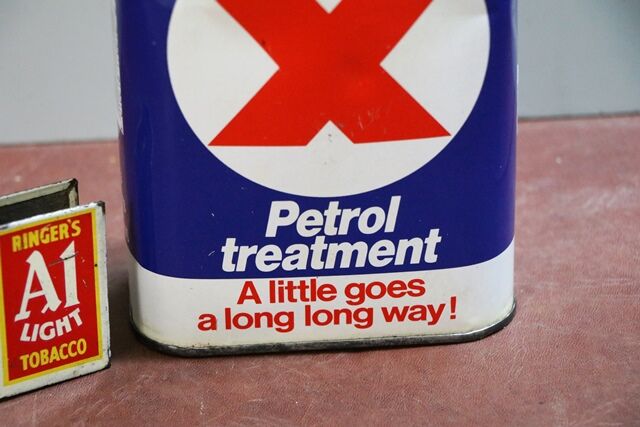 X
Petrol
treatment
A little goes
a long long way!
RINGER'S
A1
LIGHT
TOBACCO